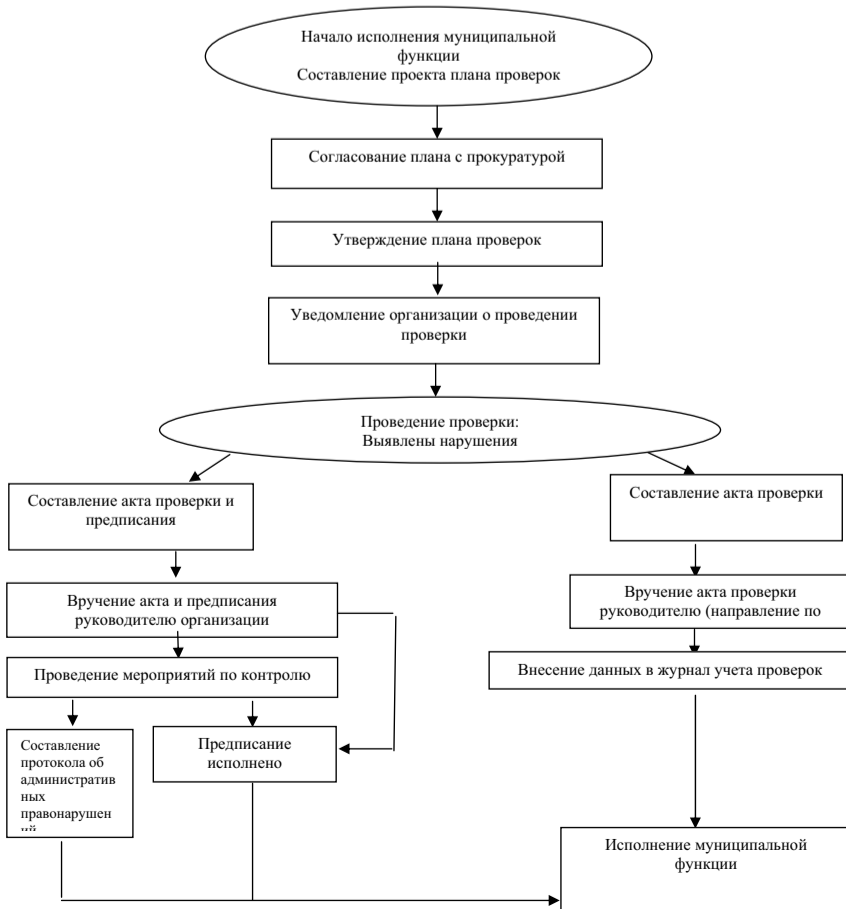 Начало исполнения муниципальной
функции
Составление проекта плана проверок
Согласование плана с прокуратурой
Утверждение плана проверок
Уведомление организации о проведении
проверки
Проведение проверки:
Выявлены нарушения
Составление акта проверки и
предписания
Составление акта проверки
Вручение акта и предписания
руководителю организации
Вручение акта проверки
руководителю (направление по
Проведение мероприятий по контролю
Внесение данных в журнал учета проверок
Составление
протокола об
административ
ных
правонарушен
ий
Предписание
исполнено
Исполнение муниципальной
функции